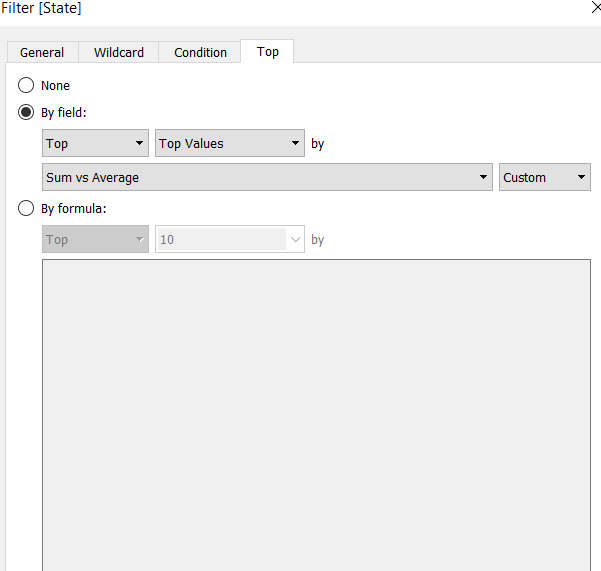 Filter [State]
General Wildcard Condition Top
None
By field:
Top Top Values by
Sum vs Average Custom
By formula:
Top 10 by